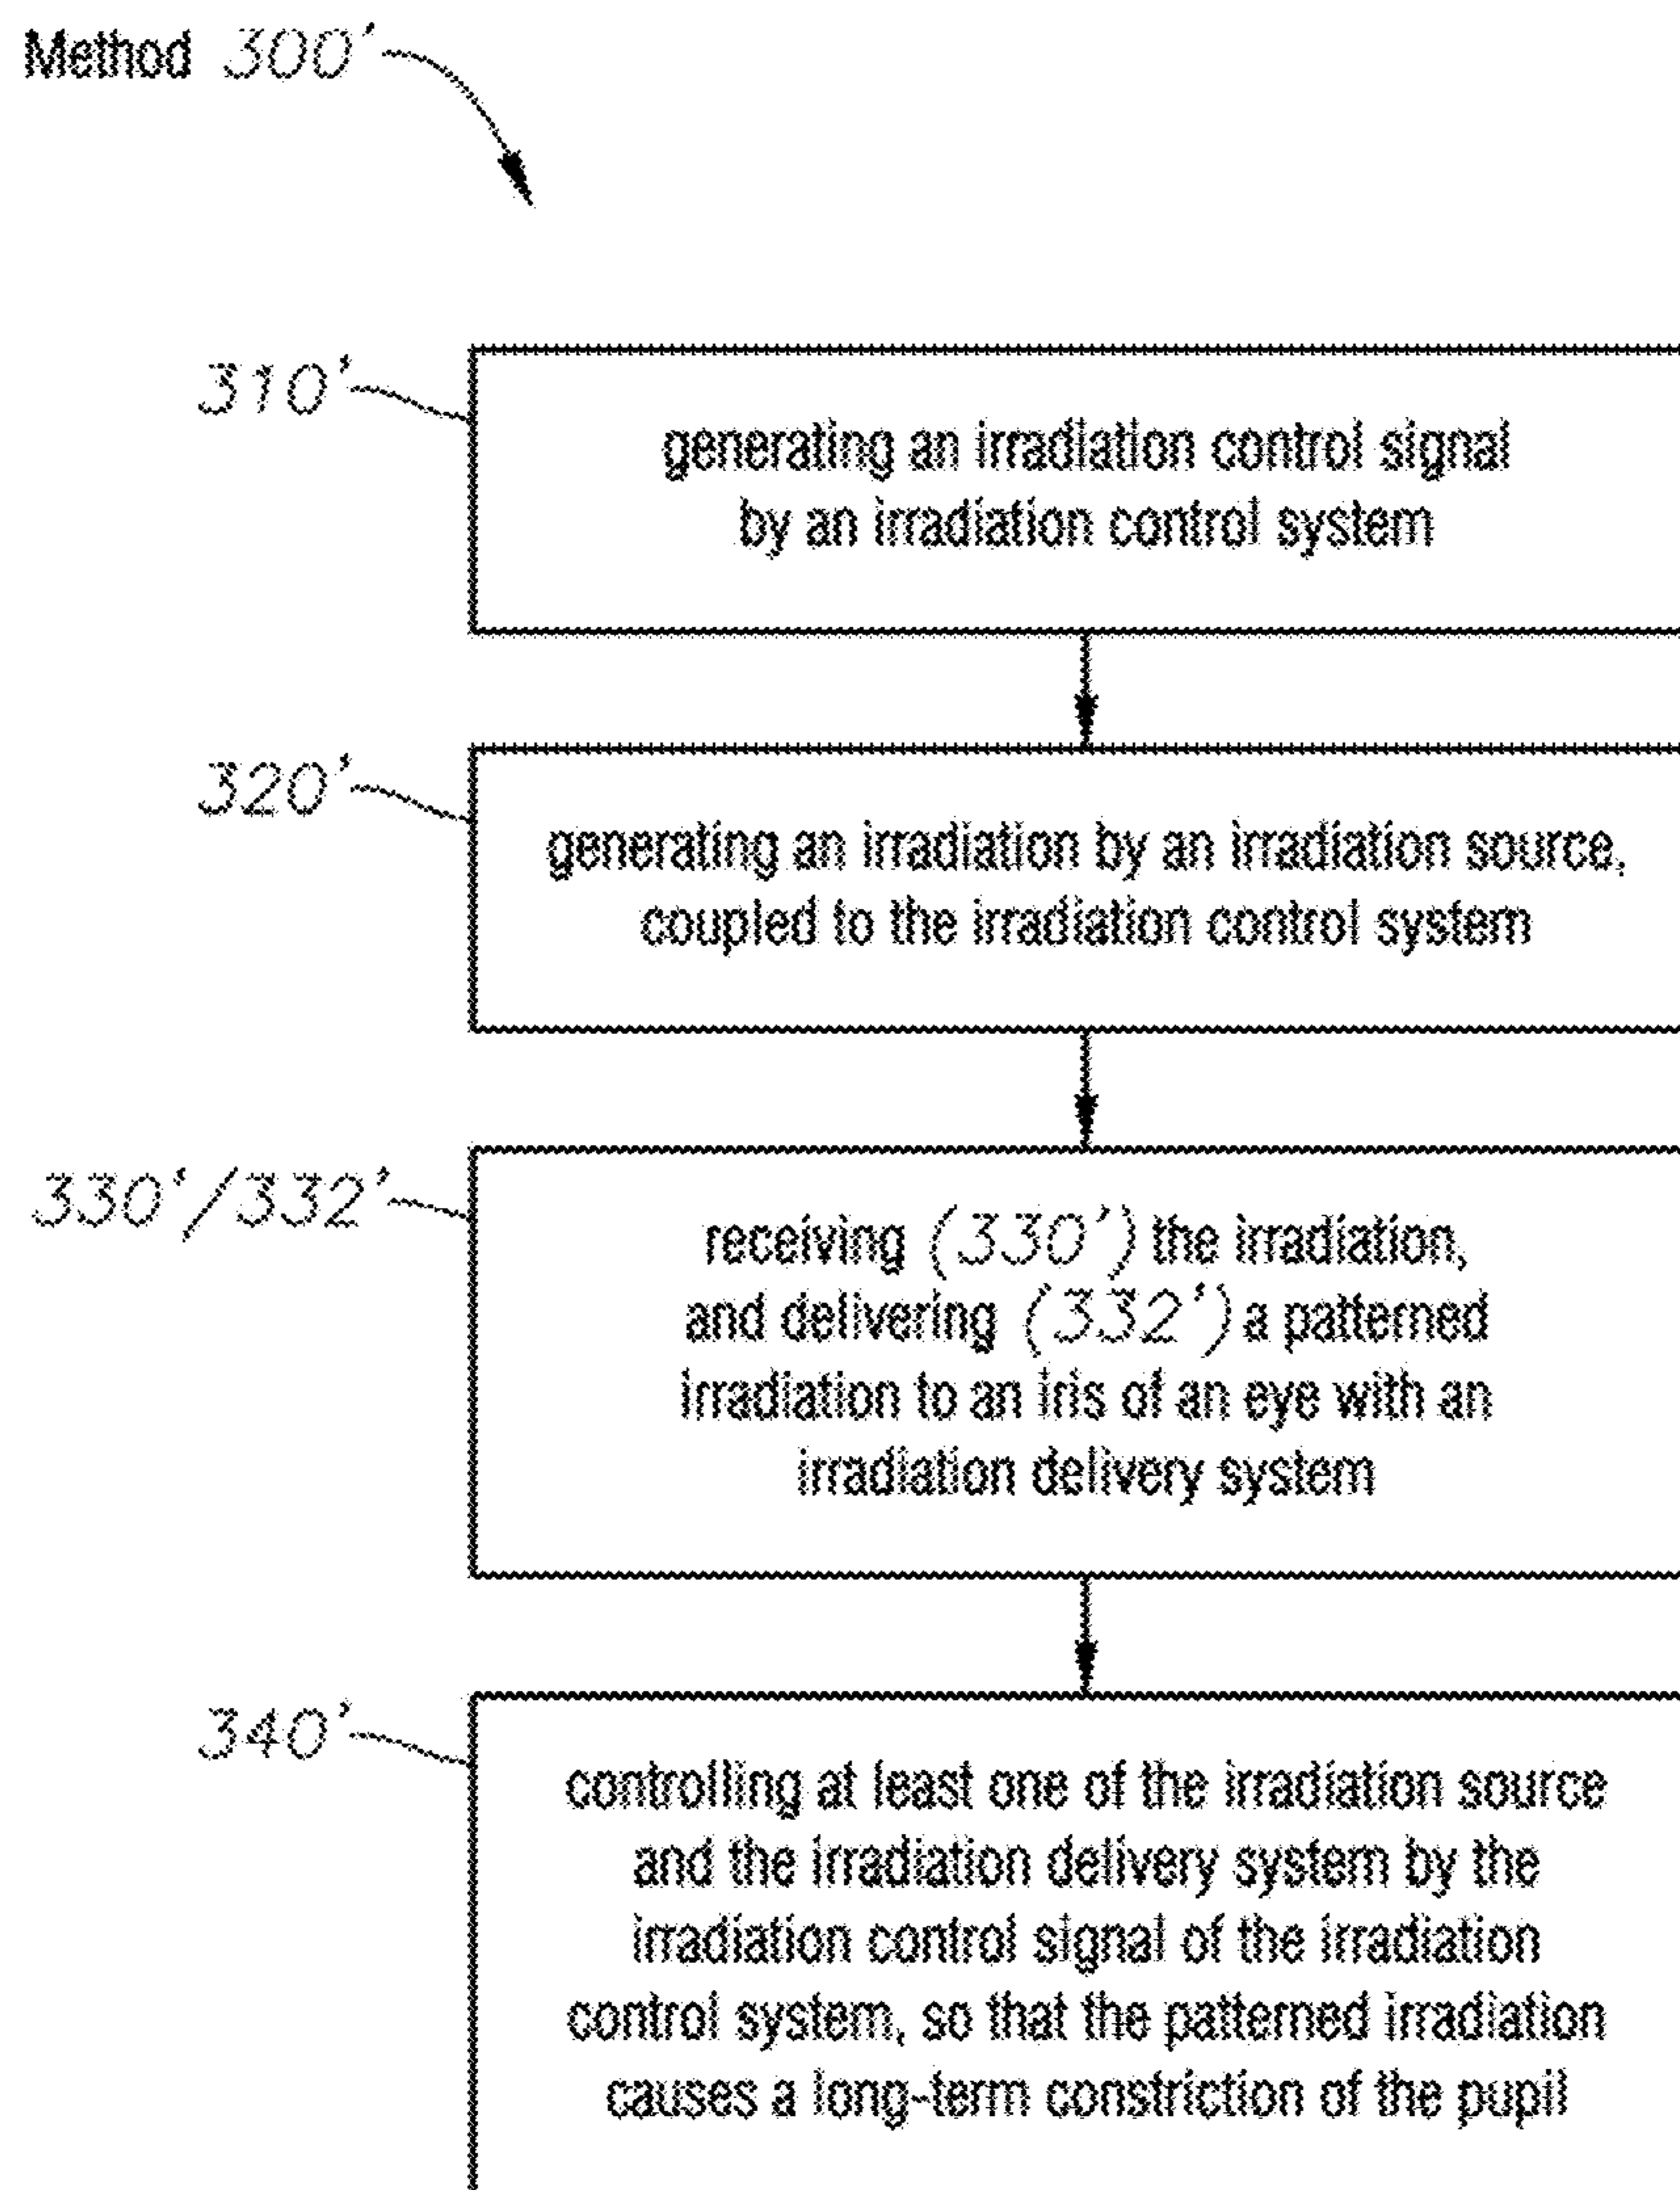 Method 300'
310'
generating an irradiation control signal
by an irradiation control system
320'
generating an irradiation by an irradiation source,
coupled to the irradiation control system
330'/332'
receiving (330') the irradiation,
and delivering (332') a patterned
irradiation to an iris of an eye with an
irradiation delivery system
340'
controlling at least one of the irradiation source
and the irradiation delivery system by the
irradiation control signal of the irradiation
control system, so that the patterned irradiation
causes a long-term constriction of the pupil